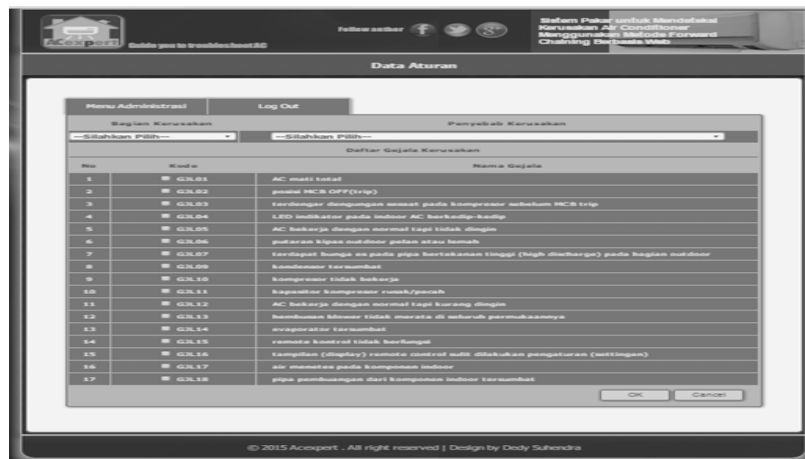 ACexpert
Guide you to troubleshoot AC
Follow author
Sistem Pakar untuk Mendeteksi
Kerusakan Air Conditioner
Menggunakan Metode Forward
Chaining Berbasis Web
Data Aturan
Menu Administrasi Log Out
Bagian Kerusakan Penyebab Kerusakan
---Silahkan Pilih--- ---Silahkan Pilih---
Daftar Gejala Kerusakan
No Kode Nama Gejala
1 GJL01 AC mati total
2 GJL02 posisi MCB OFF(trip)
3 GJL03 terdengar dengungan sesaat pada kompresor sebelum MCB trip
4 GJL04 LED indikator pada indoor AC berkedip-kedip
5 GJL05 AC bekerja dengan normal tapi tidak dingin
6 GJL06 putaran kipas outdoor pelan atau lemah
7 GJL07 terdapat bunga es pada pipa bertekanan tinggi (high discharge) pada bagian outdoor
8 GJL09 kondensor tersumbat
9 GJL10 kompresor tidak bekerja
10 GJL11 kapasitor kompresor rusak/pecah
11 GJL12 AC bekerja dengan normal tapi kurang dingin
12 GJL13 hembusan blower tidak merata di seluruh permukaannya
13 GJL14 evaporator tersumbat
14 GJL15 remote kontrol tidak berfungsi
15 GJL16 tampilan (display) remote control sulit dilakukan pengaturan (settingan)
16 GJL17 air menetes pada komponen indoor
17 GJL18 pipa pembuangan dari komponen indoor tersumbat
OK Cancel
© 2015 Acexpert . All right reserved | Design by Dedy Suhendra